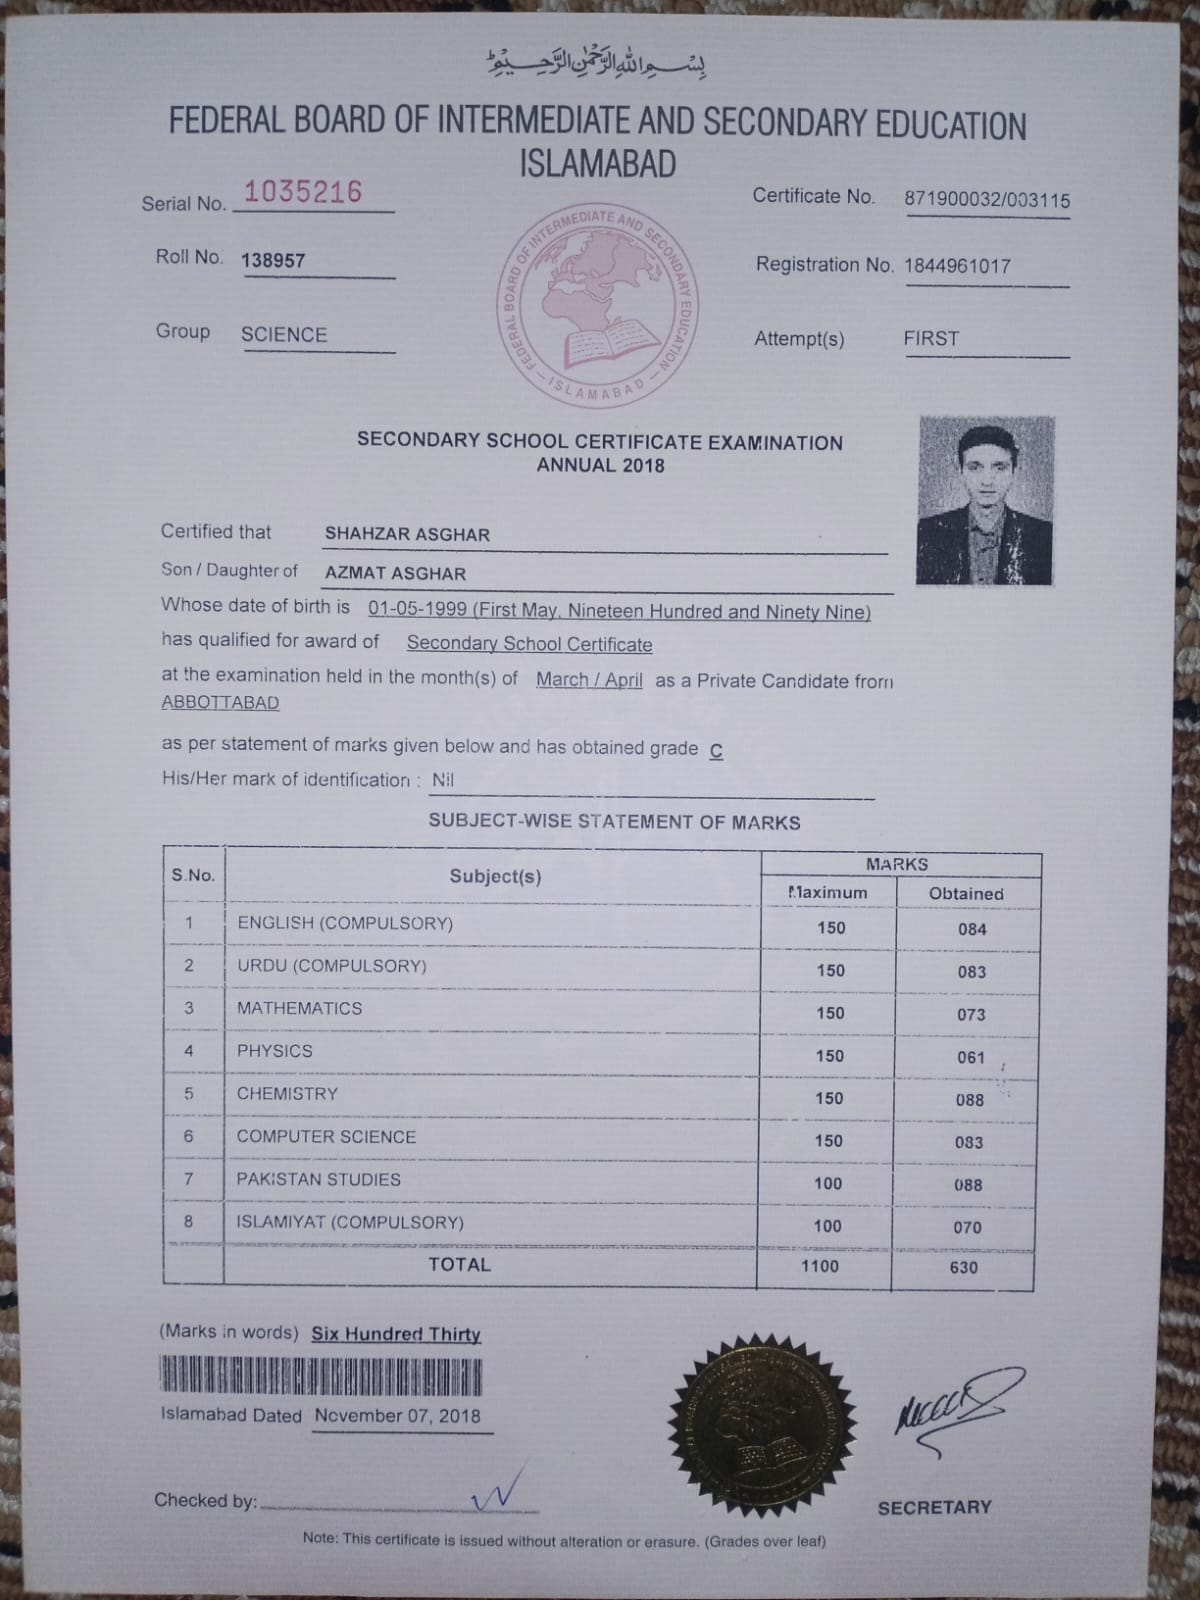 بِسْمِ اللهِ الرَّحْمٰنِ الرَّحِيْمِ
FEDERAL BOARD OF INTERMEDIATE AND SECONDARY EDUCATION
ISLAMABAD
Serial No. 1035216
Certificate No. 871900032/003115
Roll No. 138957
Registration No. 1844961017
Group SCIENCE
Attempt(s) FIRST
FEDERAL BOARD OF INTERMEDIATE AND SECONDARY EDUCATION
— ISLAMABAD —
SECONDARY SCHOOL CERTIFICATE EXAMINATION
ANNUAL 2018
Certified that SHAHZAR ASGHAR
Son / Daughter of AZMAT ASGHAR
Whose date of birth is 01-05-1999 (First May, Nineteen Hundred and Ninety Nine)
has qualified for award of Secondary School Certificate
at the examination held in the month(s) of March / April as a Private Candidate from
ABBOTTABAD
as per statement of marks given below and has obtained grade C
His/Her mark of identification : Nil
SUBJECT-WISE STATEMENT OF MARKS
S.No. Subject(s) MARKS
Maximum Obtained
1 ENGLISH (COMPULSORY) 150 084
2 URDU (COMPULSORY) 150 083
3 MATHEMATICS 150 073
4 PHYSICS 150 061
5 CHEMISTRY 150 088
6 COMPUTER SCIENCE 150 083
7 PAKISTAN STUDIES 100 088
8 ISLAMIYAT (COMPULSORY) 100 070
TOTAL 1100 630
(Marks in words) Six Hundred Thirty
Islamabad Dated November 07, 2018
Checked by:
SECRETARY
Note: This certificate is issued without alteration or erasure. (Grades over leaf)